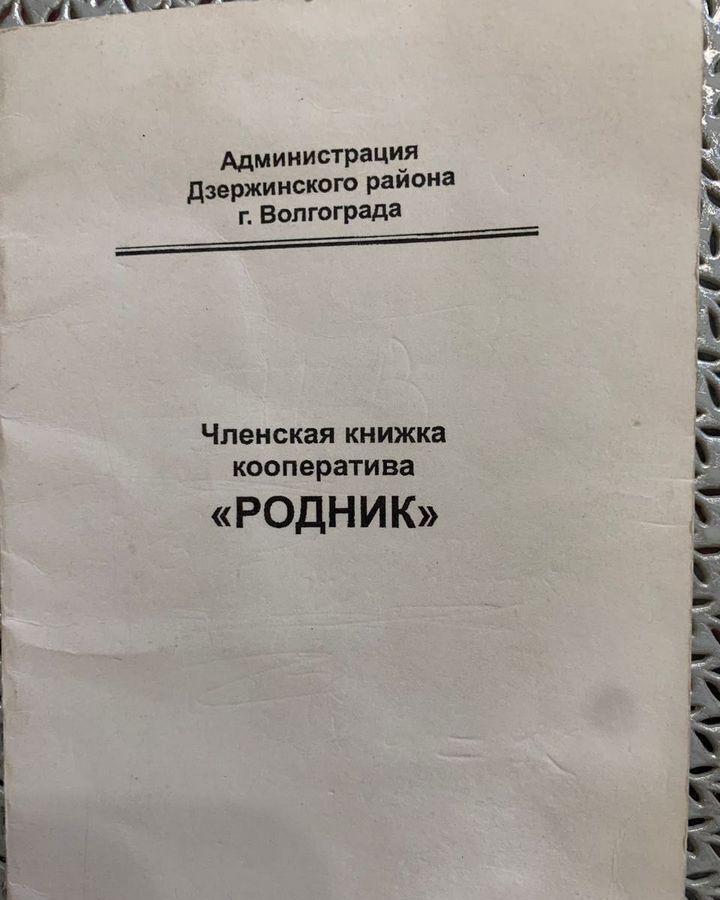 Администрация
Дзержинского района
г. Волгограда
Членская книжка
кооператива
«РОДНИК»